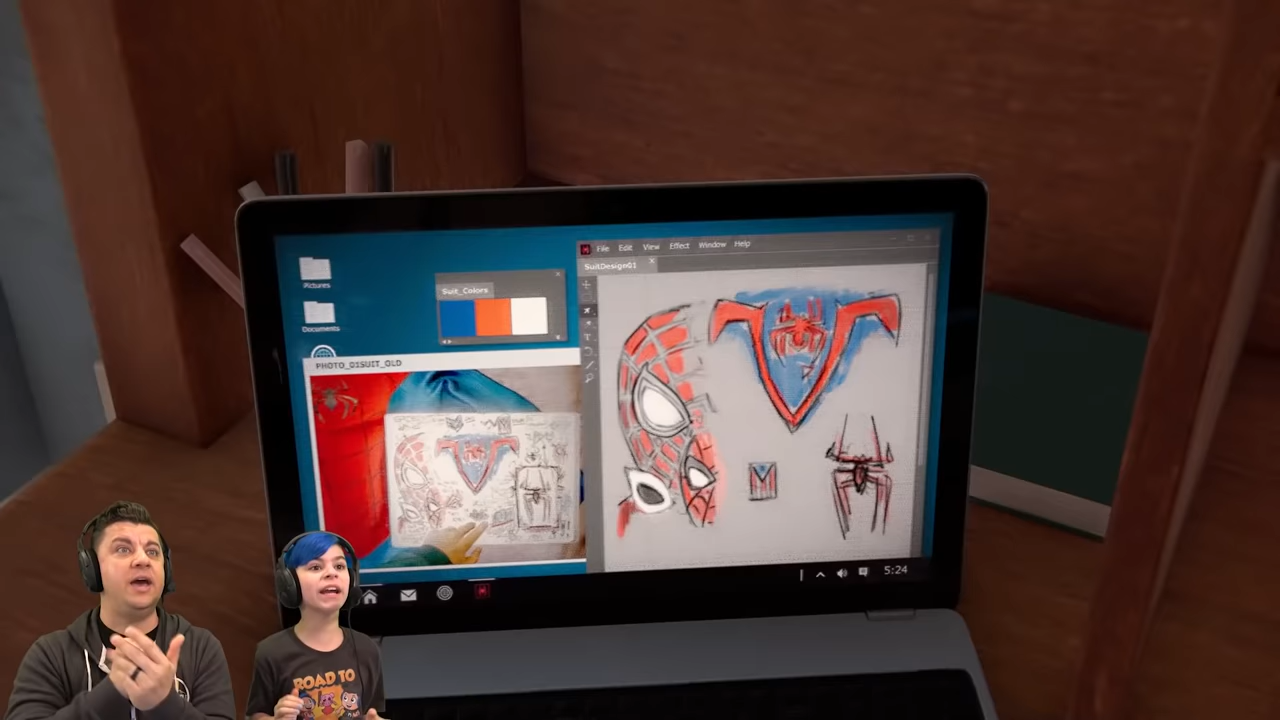 File Edit View Effect Window Help
SuitDesign01
Pictures
Suit_Colors
Documents
PHOTO_01SUIT_OLD
5:24
ROAD TO